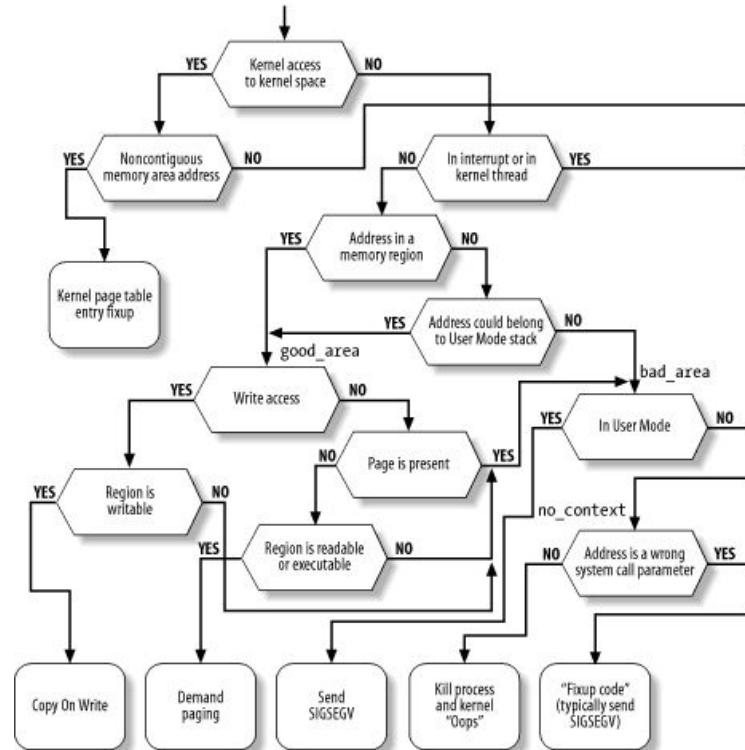 Kernel access
to kernel space
YES
NO
Noncontiguous
memory area address
YES
NO
In interrupt or in
kernel thread
NO
YES
Kernel page table
entry fixup
Address in a
memory region
YES
NO
Address could belong
to User Mode stack
YES
NO
good_area
bad_area
Write access
YES
NO
In User Mode
YES
NO
Page is present
NO
YES
Region is
writable
YES
NO
Region is readable
or executable
YES
NO
no_context
Address is a wrong
system call parameter
NO
YES
Copy On Write
Demand
paging
Send
SIGSEGV
Kill process
and kernel
"Oops"
"Fixup code"
(typically send
SIGSEGV)